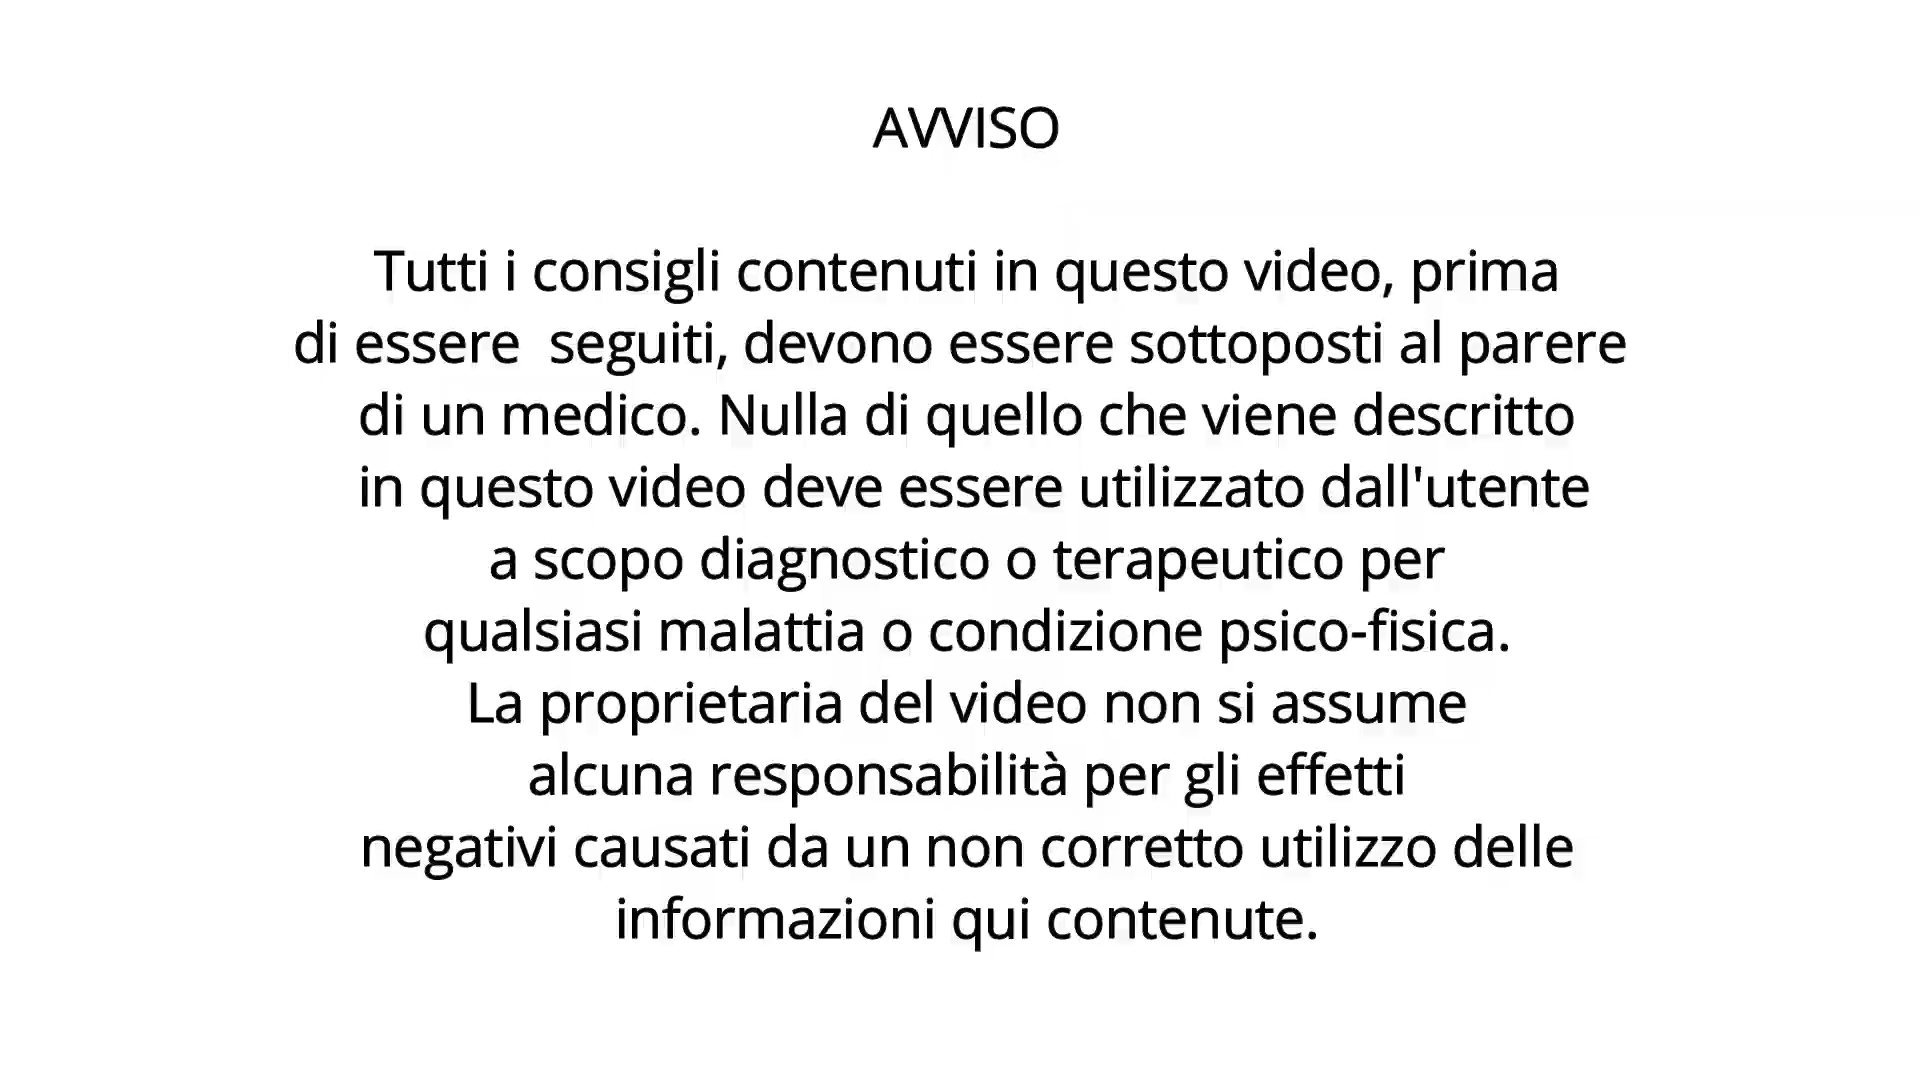 AVVISO
Tutti i consigli contenuti in questo video, prima
di essere  seguiti, devono essere sottoposti al parere
di un medico. Nulla di quello che viene descritto
in questo video deve essere utilizzato dall'utente
a scopo diagnostico o terapeutico per
qualsiasi malattia o condizione psico-fisica.
La proprietaria del video non si assume
alcuna responsabilità per gli effetti
negativi causati da un non corretto utilizzo delle
informazioni qui contenute.